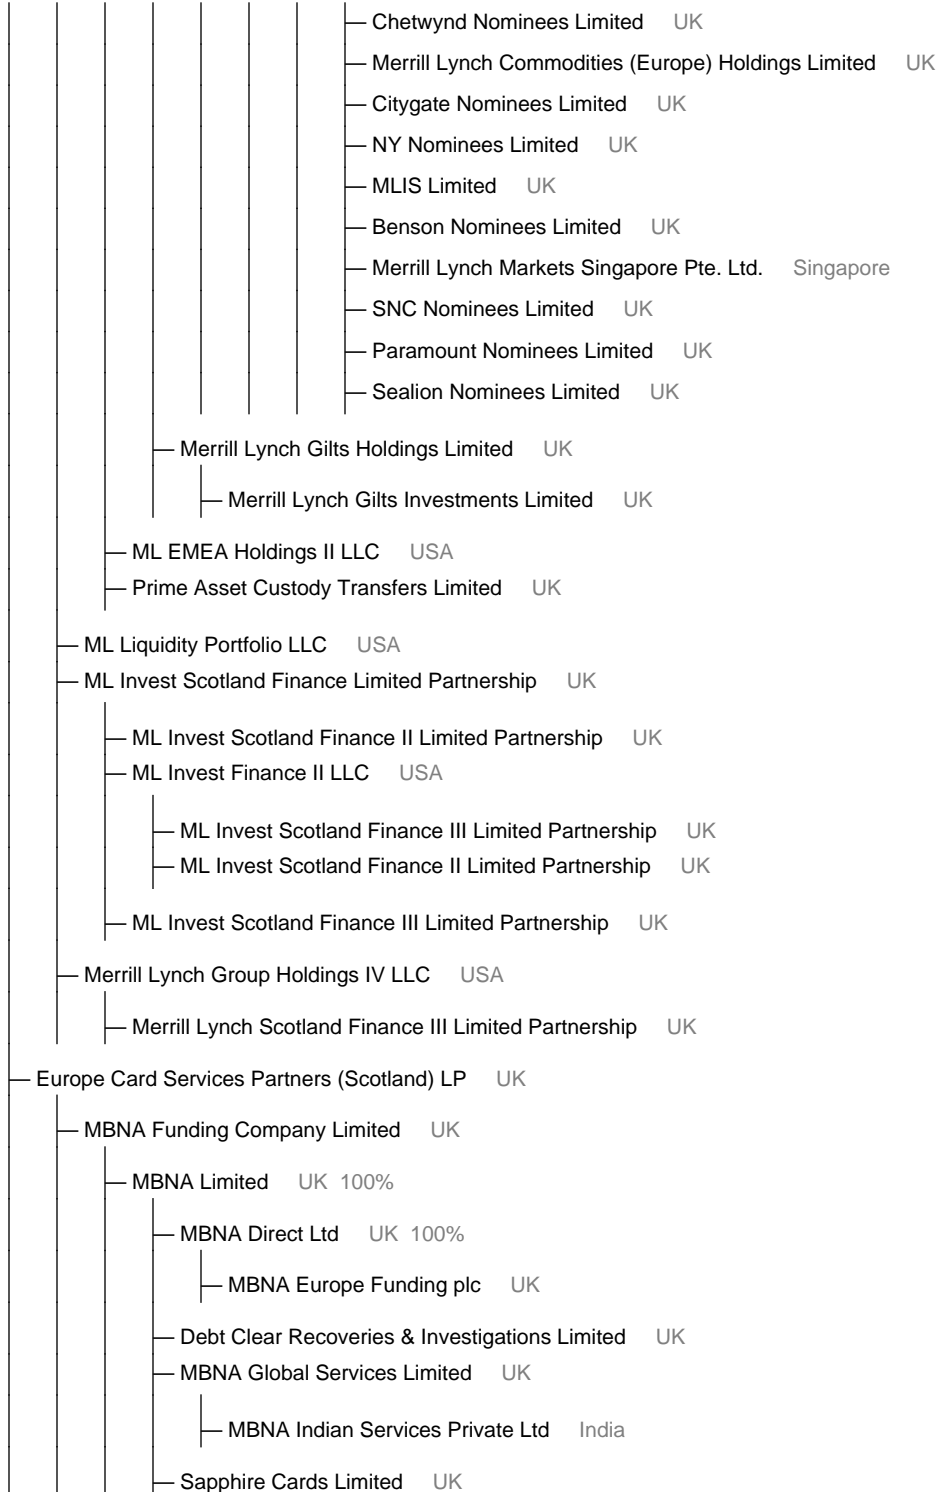 Chetwynd Nominees Limited UK
Merrill Lynch Commodities (Europe) Holdings Limited UK
Citygate Nominees Limited UK
NY Nominees Limited UK
MLIS Limited UK
Benson Nominees Limited UK
Merrill Lynch Markets Singapore Pte. Ltd. Singapore
SNC Nominees Limited UK
Paramount Nominees Limited UK
Sealion Nominees Limited UK
Merrill Lynch Gilts Holdings Limited UK
Merrill Lynch Gilts Investments Limited UK
ML EMEA Holdings II LLC USA
Prime Asset Custody Transfers Limited UK
ML Liquidity Portfolio LLC USA
ML Invest Scotland Finance Limited Partnership UK
ML Invest Scotland Finance II Limited Partnership UK
ML Invest Finance II LLC USA
ML Invest Scotland Finance III Limited Partnership UK
ML Invest Scotland Finance II Limited Partnership UK
ML Invest Scotland Finance III Limited Partnership UK
Merrill Lynch Group Holdings IV LLC USA
Merrill Lynch Scotland Finance III Limited Partnership UK
Europe Card Services Partners (Scotland) LP UK
MBNA Funding Company Limited UK
MBNA Limited UK 100%
MBNA Direct Ltd UK 100%
MBNA Europe Funding plc UK
Debt Clear Recoveries & Investigations Limited UK
MBNA Global Services Limited UK
MBNA Indian Services Private Ltd India
Sapphire Cards Limited UK